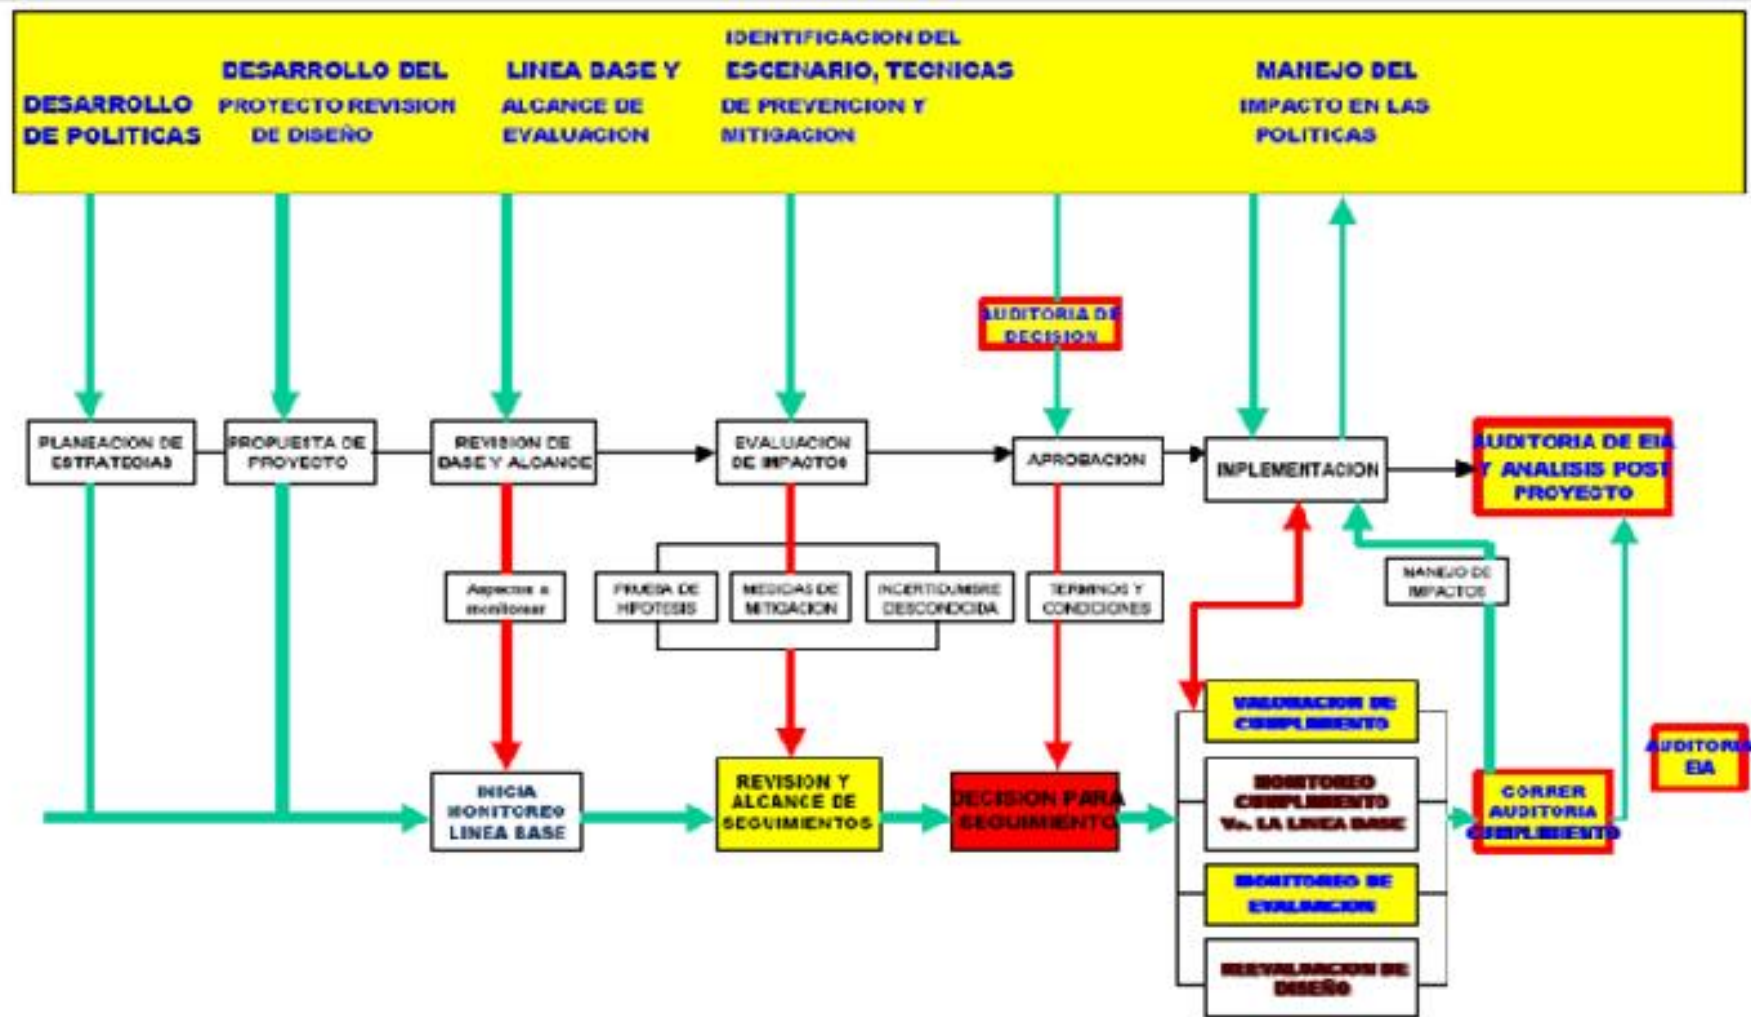 IDENTIFICACION DEL
DESARROLLO DEL
LINEA BASE Y
ESCENARIO, TECNICAS
MANEJO DEL
DESARROLLO
PROYECTO REVISION
ALCANCE DE
DE PREVENCION Y
IMPACTO EN LAS
DE POLITICAS
DE DISEÑO
EVALUACION
MITIGACION
POLITICAS
AUDITORIA DE
DECISION
PLANEACION DE
ESTRATEGIAS
PROPUESTA DE
PROYECTO
REVISION DE
BASE Y ALCANCE
EVALUACION
DE IMPACTOS
APROBACION
IMPLEMENTACION
AUDITORIA DE EIA
Y ANALISIS POST
PROYECTO
Aspectos a
monitorear
PRUEBA DE
HIPOTESIS
MEDIDAS DE
MITIGACION
INCERTIDUMBRE
DESCONOCIDA
TERMINOS Y
CONDICIONES
MANEJO DE
IMPACTOS
VALORACION DE
CUMPLIMIENTO
AUDITORIA
EIA
INICIA
MONITOREO
LINEA BASE
REVISION Y
ALCANCE DE
SEGUIMIENTOS
DECISION PARA
SEGUIMIENTO
MONITOREO
CUMPLIMIENTO
Vs. LA LINEA BASE
CORRER
AUDITORIA
CUMPLIMIENTO
MONITOREO DE
EVALUACION
REEVALUACION DE
DISEÑO